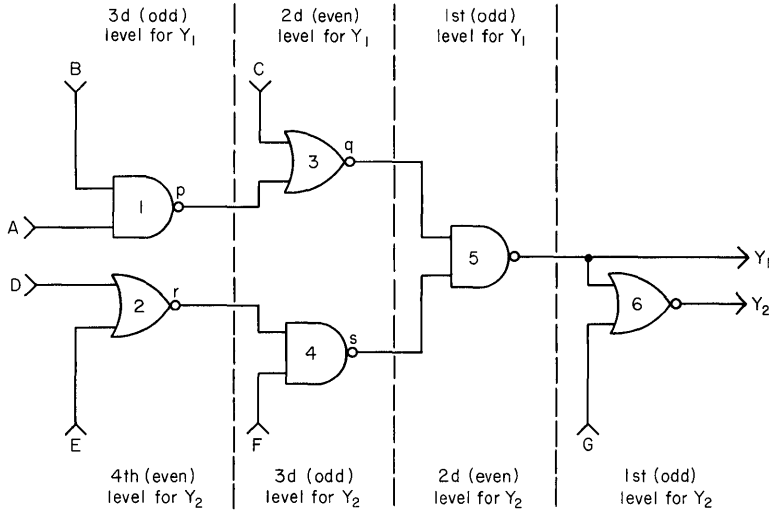 3d (odd)
level for Y1
2d (even)
level for Y1
1st (odd)
level for Y1
B
C
q
3
p
1
A
D
r
2
5
Y1
6
Y2
s
4
E
F
G
4th (even)
level for Y2
3d (odd)
level for Y2
2d (even)
level for Y2
1st (odd)
level for Y2